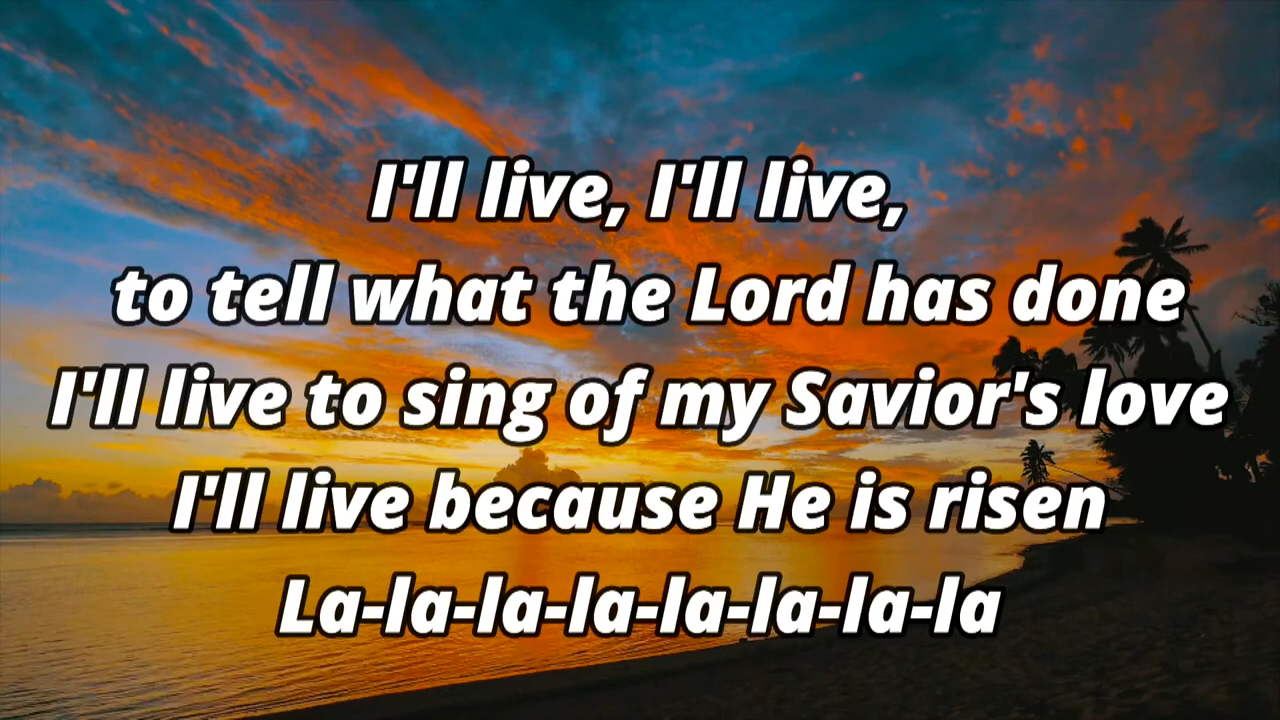 I'll live, I'll live,
to tell what the Lord has done
I'll live to sing of my Savior's love
I'll live because He is risen
La-la-la-la-la-la-la-la